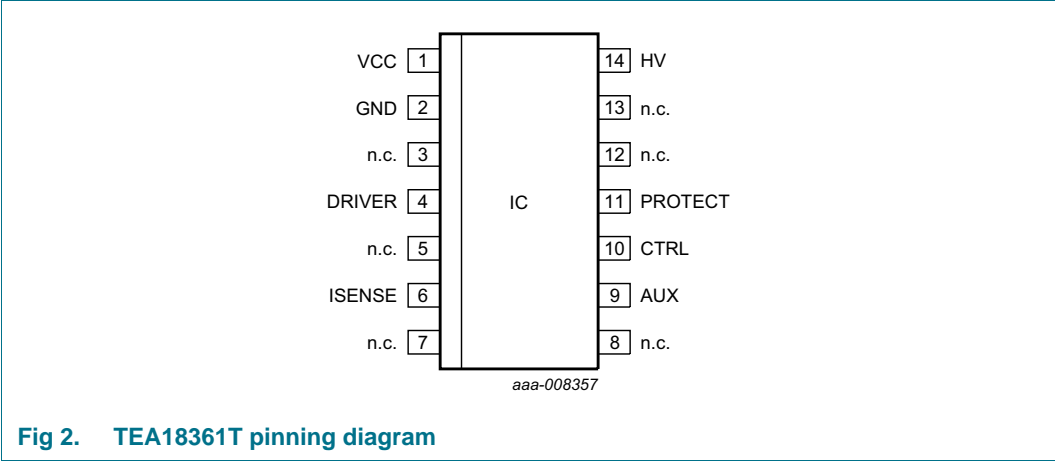 VCC 1 14 HV
GND 2 13 n.c.
n.c. 3 12 n.c.
DRIVER 4 IC 11 PROTECT
n.c. 5 10 CTRL
ISENSE 6 9 AUX
n.c. 7 8 n.c.
aaa-008357
Fig 2. TEA18361T pinning diagram